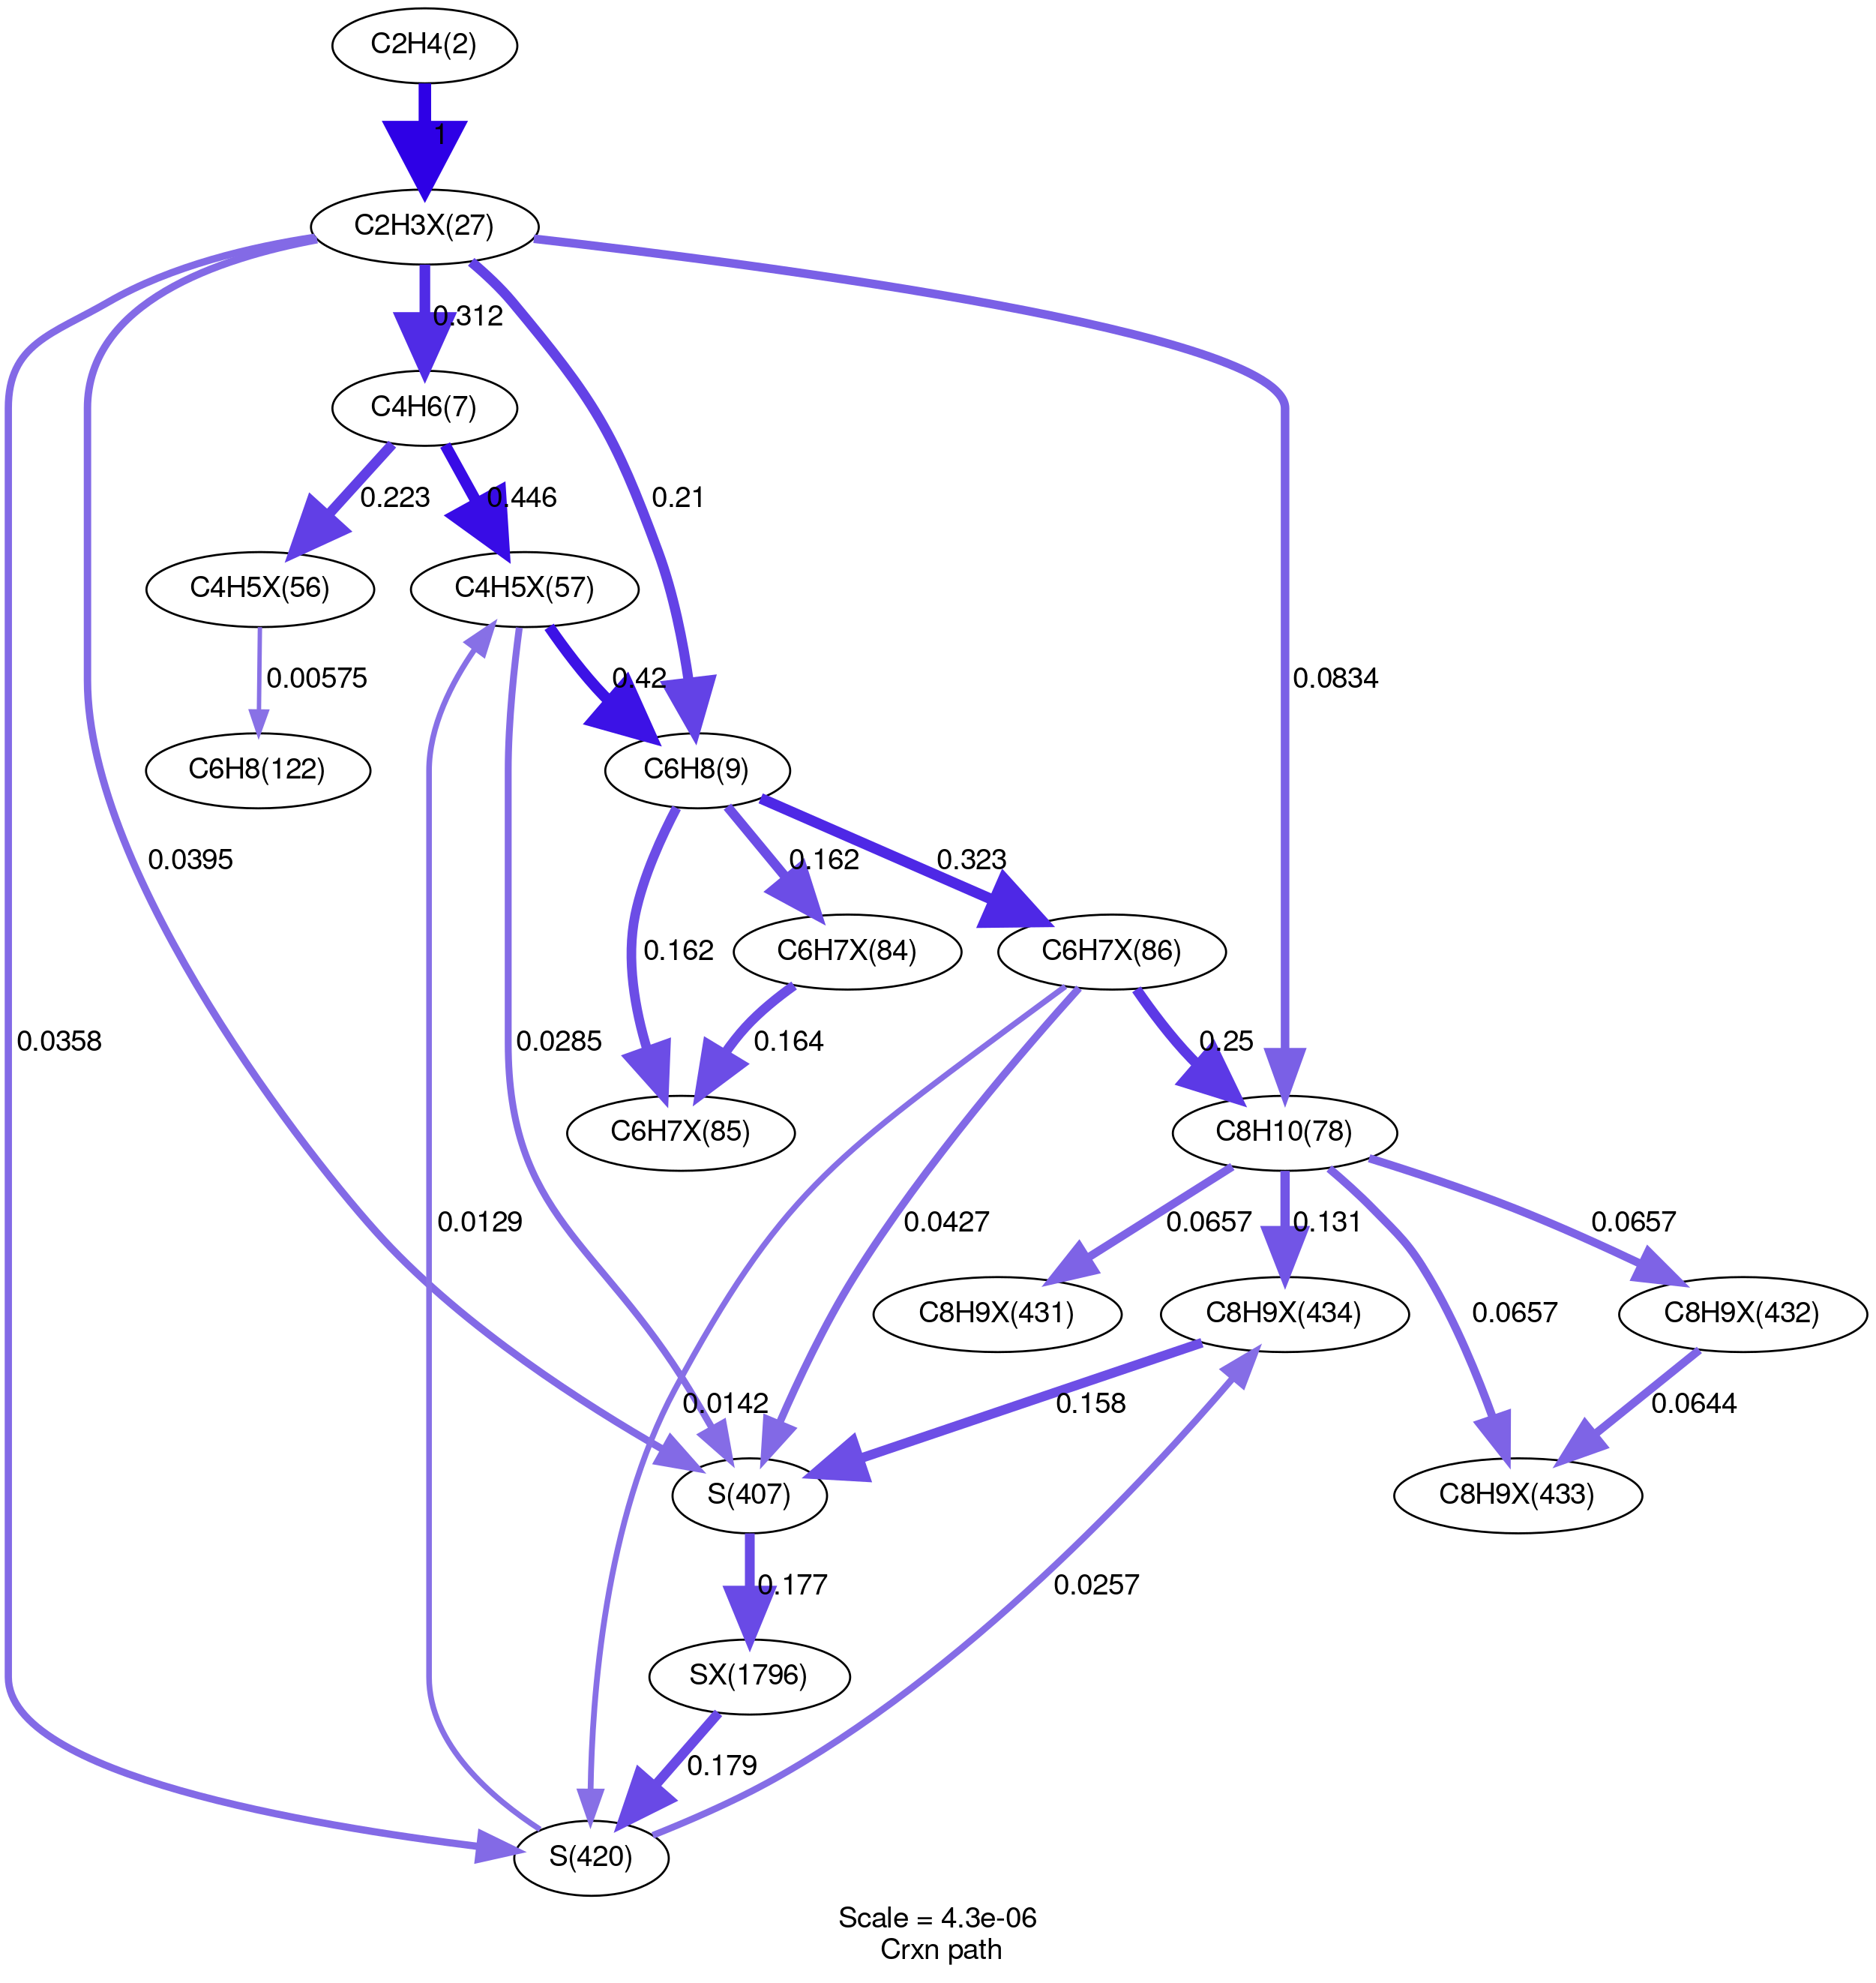 C2H4(2)
1
C2H3X(27)
0.312
C4H6(7)
0.223
0.446
0.21
C4H5X(56)
C4H5X(57)
0.00575
0.42
0.0834
C6H8(122)
C6H8(9)
0.0395
0.162
0.162
0.323
C6H7X(84)
C6H7X(86)
0.0358
0.0285
0.164
0.25
C6H7X(85)
C8H10(78)
0.0129
0.0427
0.0657
0.131
0.0657
C8H9X(431)
C8H9X(434)
0.0657
C8H9X(432)
0.0142
0.158
0.0644
S(407)
C8H9X(433)
0.177
0.0257
SX(1796)
0.179
S(420)
Scale = 4.3e-06
Crxn path